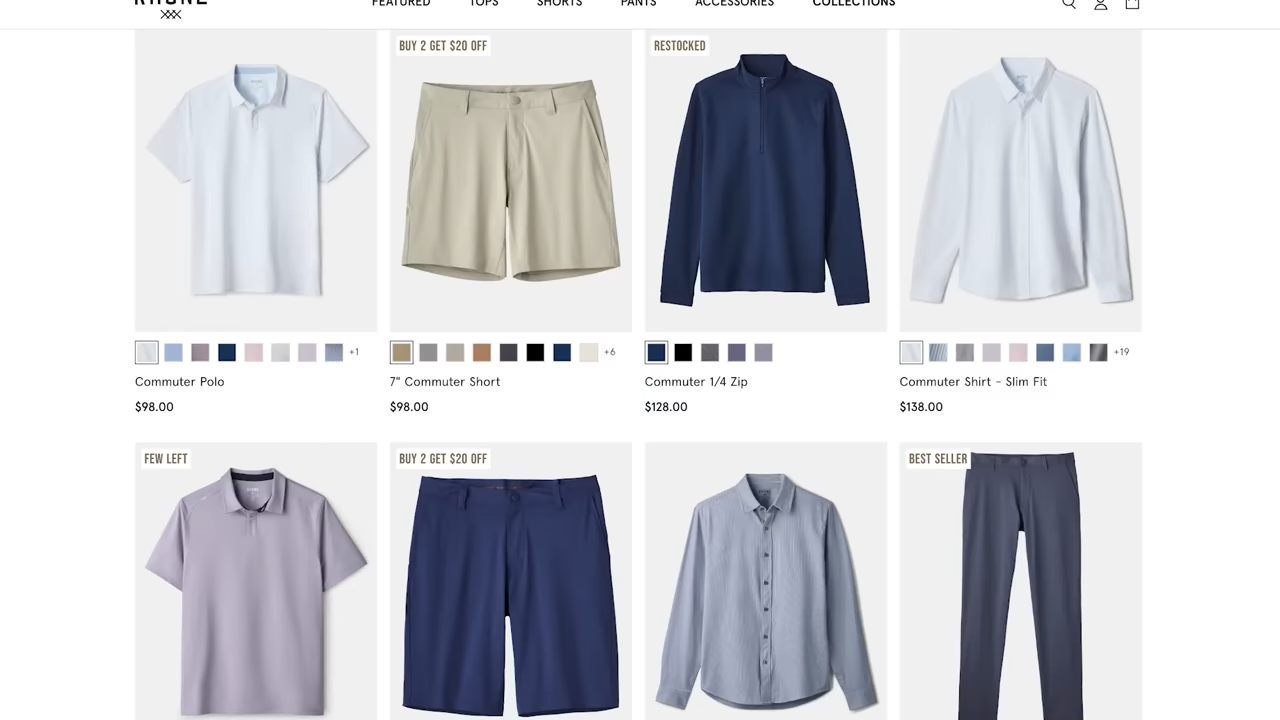 RHONE
FEATURED TOPS SHORTS PANTS ACCESSORIES COLLECTIONS
BUY 2 GET $20 OFF
RESTOCKED
+1
+6
+19
Commuter Polo
7" Commuter Short
Commuter 1/4 Zip
Commuter Shirt - Slim Fit
$98.00
$98.00
$128.00
$138.00
FEW LEFT
BUY 2 GET $20 OFF
BEST SELLER